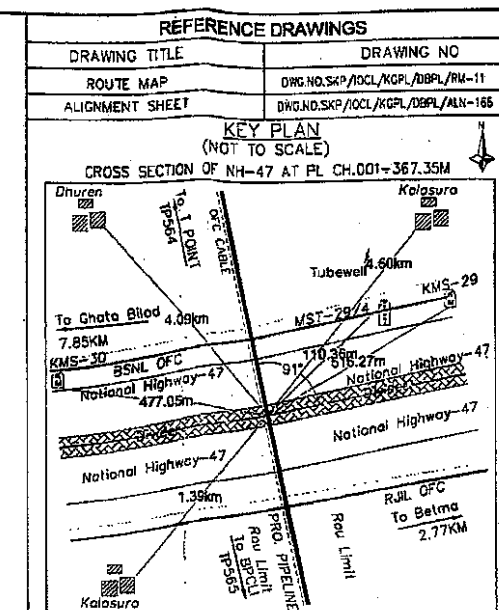 REFERENCE DRAWINGS
DRAWING TITLE DRAWING NO
ROUTE MAP DWG.NO.SKP/IOCL/KGPL/DBPL/RM-11
ALIGNMENT SHEET DWG.NO.SKP/IOCL/KGPL/DBPL/ALN-166
KEY PLAN
(NOT TO SCALE)
N
CROSS SECTION OF NH-47 AT PL CH.001-367.35M
Dhuren
Kalasura
To T POINT
TP564
OFC CABLE
Tubewell
4.60km
To Ghata Bilod
7.85KM
4.09km
MST-29/4
KMS-29
KMS-30
BSNL OFC
National Highway-47
477.05m
91°
110.36m
516.27m
National Highway-47
National Highway-47
National Highway-47
1.39km
RJIL OFC
To Betma
2.77KM
Rau Limit
To BPCL
TP565
PRO. PIPELINE
Rau Limit
Kalasura